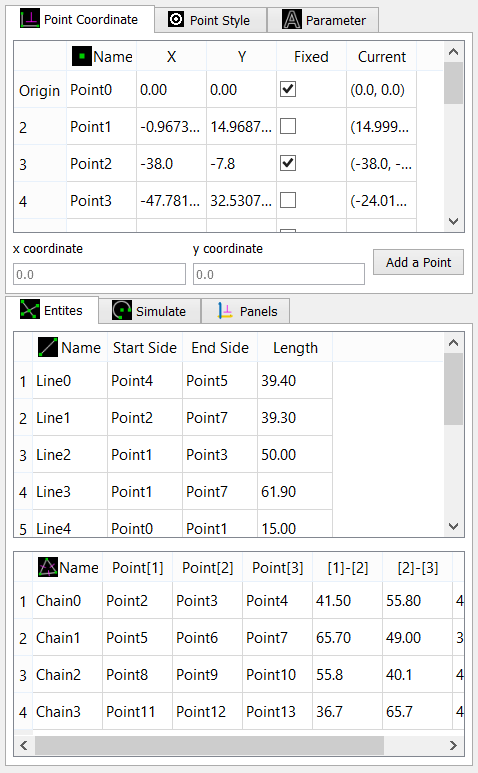 Point Coordinate Point Style Parameter
Name X Y Fixed Current
Origin Point0 0.00 0.00 (0.0, 0.0)
2 Point1 -0.9673... 14.9687... (14.999...
3 Point2 -38.0 -7.8 (-38.0, -...
4 Point3 -47.781... 32.5307... (-24.01...
x coordinate y coordinate
0.0 0.0 Add a Point
Entites Simulate Panels
Name Start Side End Side Length
1 Line0 Point4 Point5 39.40
2 Line1 Point2 Point7 39.30
3 Line2 Point1 Point3 50.00
4 Line3 Point1 Point7 61.90
5 Line4 Point0 Point1 15.00
Name Point[1] Point[2] Point[3] [1]-[2] [2]-[3]
1 Chain0 Point2 Point3 Point4 41.50 55.80 4
2 Chain1 Point5 Point6 Point7 65.70 49.00 3
3 Chain2 Point8 Point9 Point10 55.8 40.1 4
4 Chain3 Point11 Point12 Point13 36.7 65.7 4